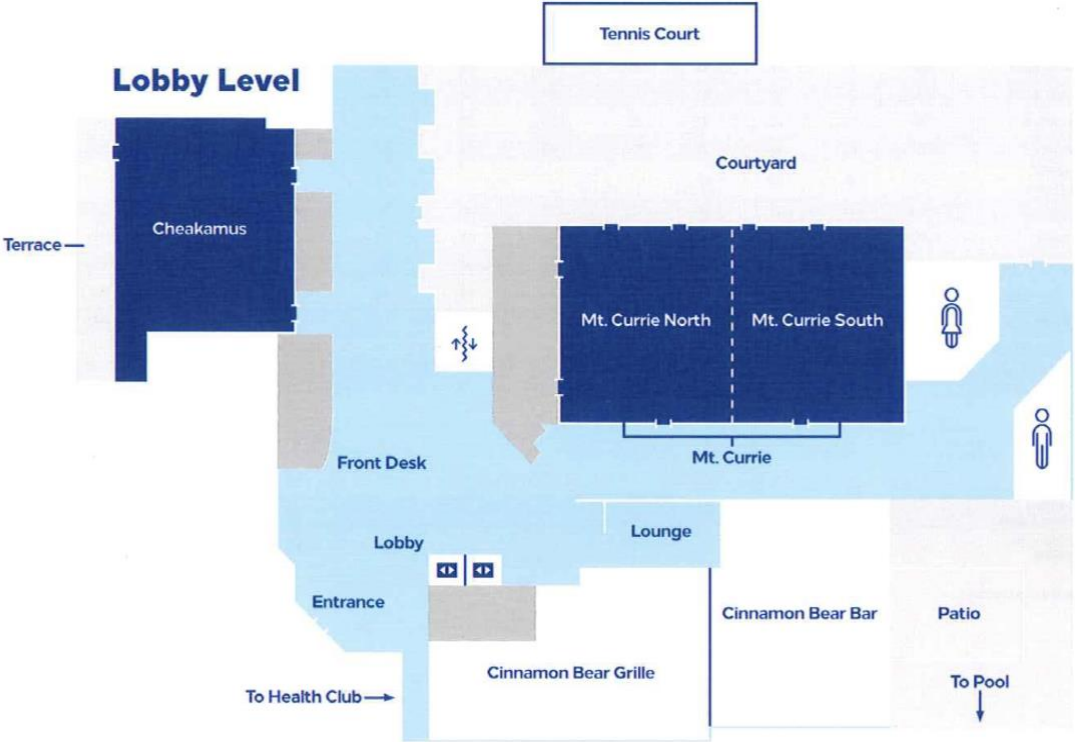 Tennis Court
Lobby Level
Courtyard
Cheakamus
Terrace
Mt. Currie North
Mt. Currie South
Mt. Currie
Front Desk
Lounge
Lobby
Entrance
Cinnamon Bear Bar
Patio
Cinnamon Bear Grille
To Pool
To Health Club